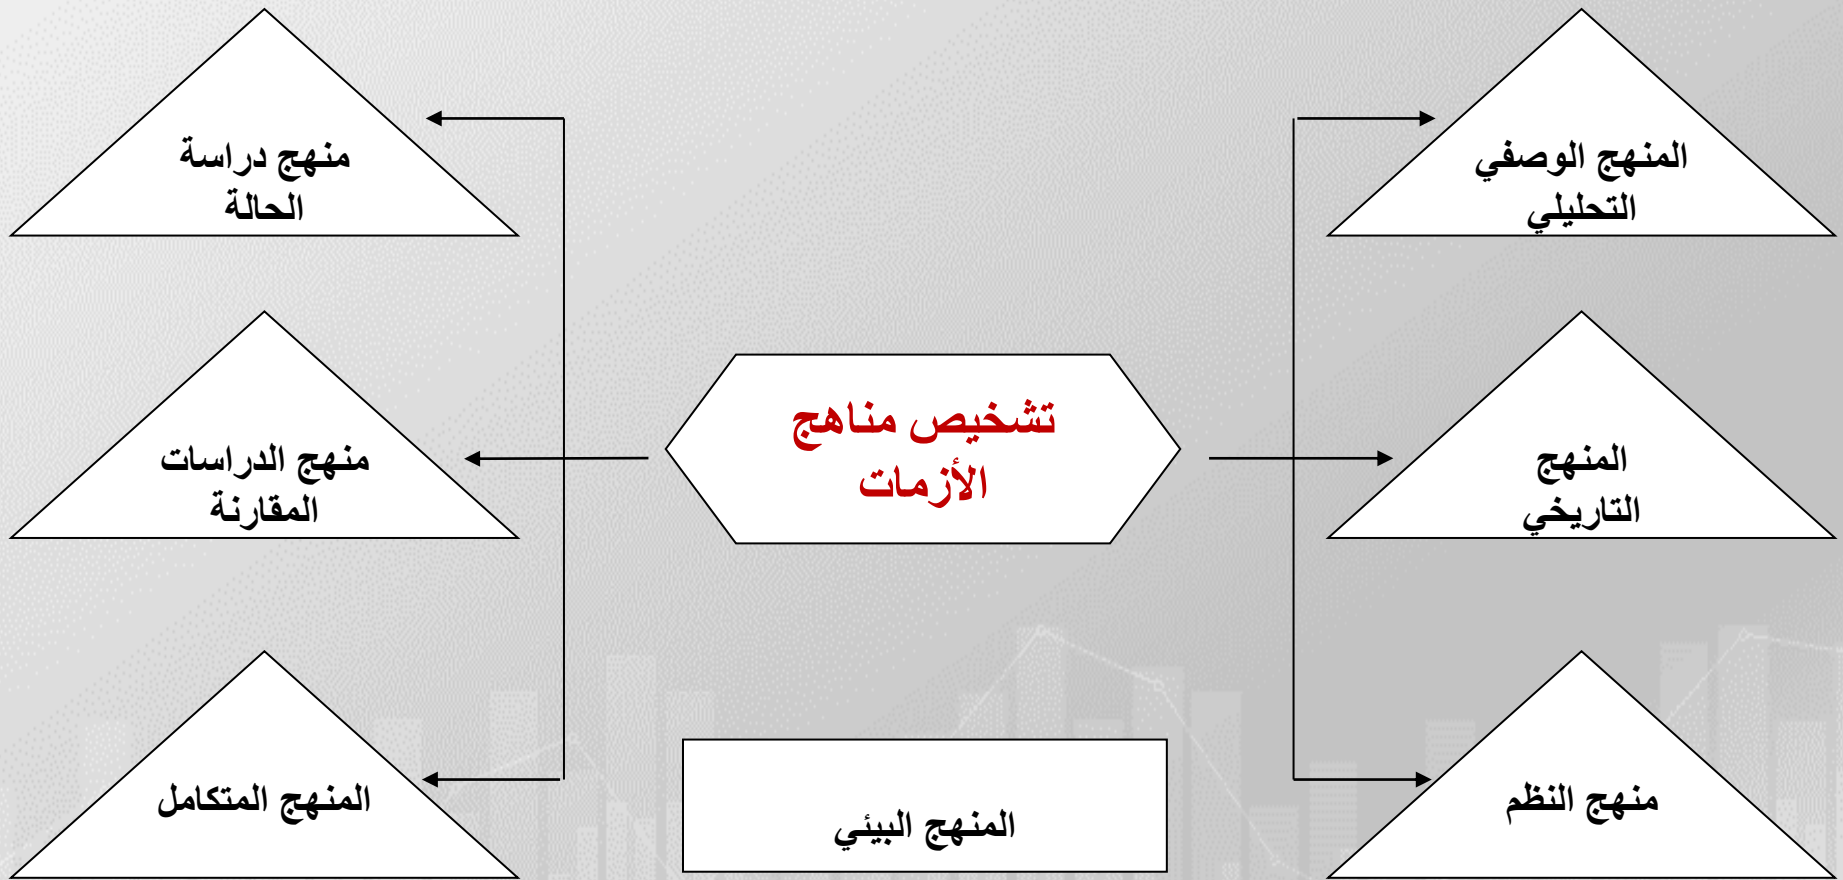 المنهج الوصفي
التحليلي
منهج دراسة
الحالة
تشخيص مناهج
الأزمات
المنهج
التاريخي
منهج الدراسات
المقارنة
منهج النظم
المنهج البيئي
المنهج المتكامل